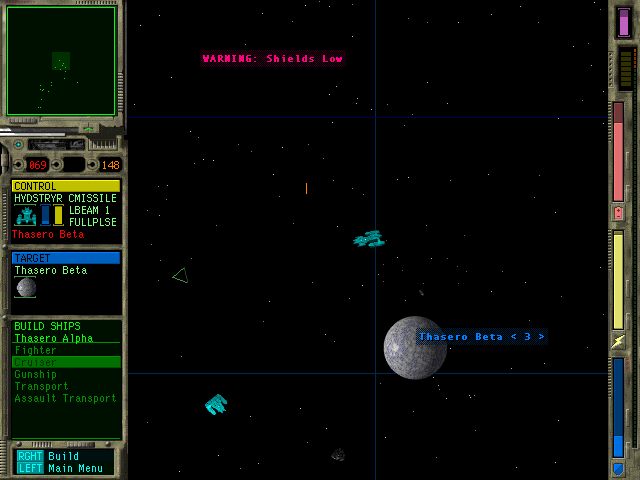 WARNING: Shields Low
069 148
CONTROL
HVDSTRYR CMISSILE
LBEAM 1
FULLPLSE
Thasero Beta
TARGET
Thasero Beta
Thasero Beta < 3 >
BUILD SHIPS
Thasero Alpha
Fighter
Cruiser
Gunship
Transport
Assault Transport
RGHT Build
LEFT Main Menu